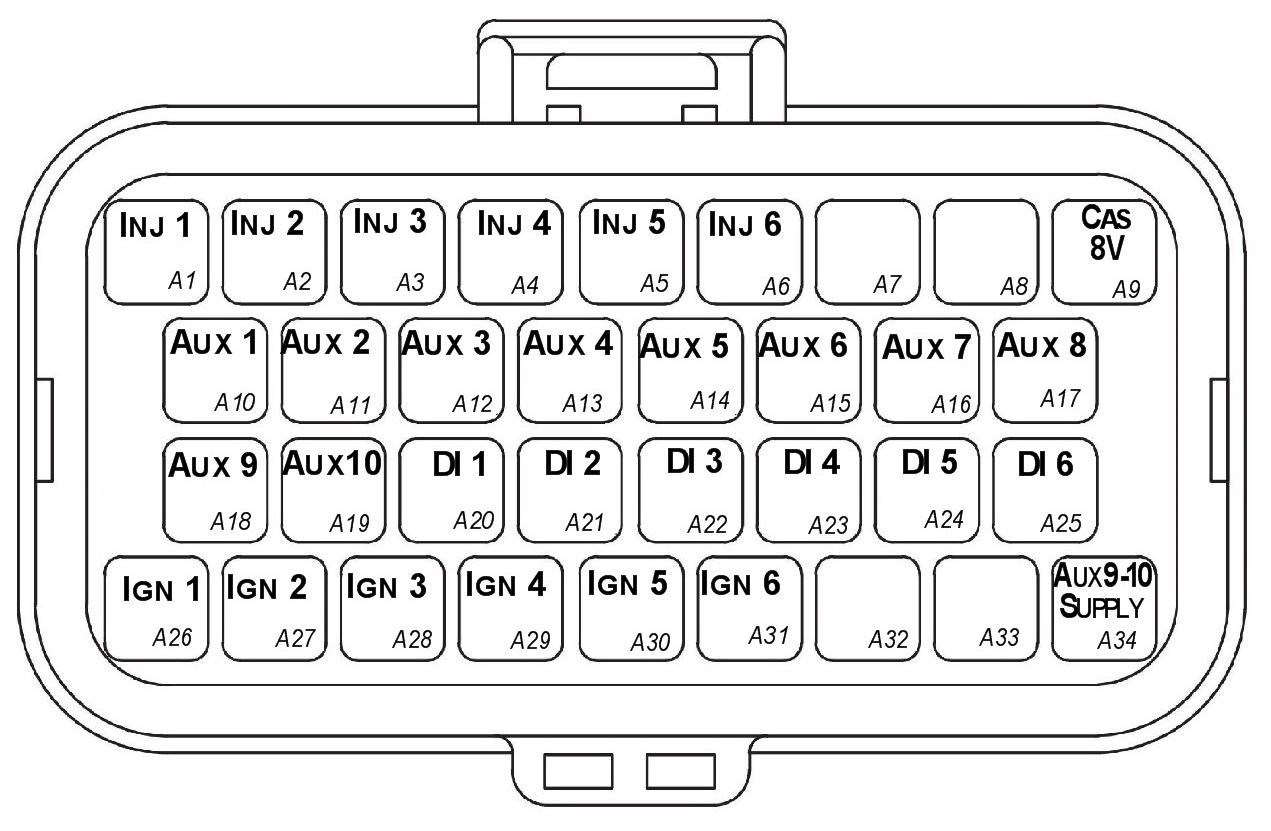 INJ 1 INJ 2 INJ 3 INJ 4 INJ 5 INJ 6 CAS
8V
A1 A2 A3 A4 A5 A6 A7 A8 A9
AUX 1 AUX 2 AUX 3 AUX 4 AUX 5 AUX 6 AUX 7 AUX 8
A10 A11 A12 A13 A14 A15 A16 A17
AUX 9 AUX10 DI 1 DI 2 DI 3 DI 4 DI 5 DI 6
A18 A19 A20 A21 A22 A23 A24 A25
IGN 1 IGN 2 IGN 3 IGN 4 IGN 5 IGN 6 AUX9-10
SUPPLY
A26 A27 A28 A29 A30 A31 A32 A33 A34